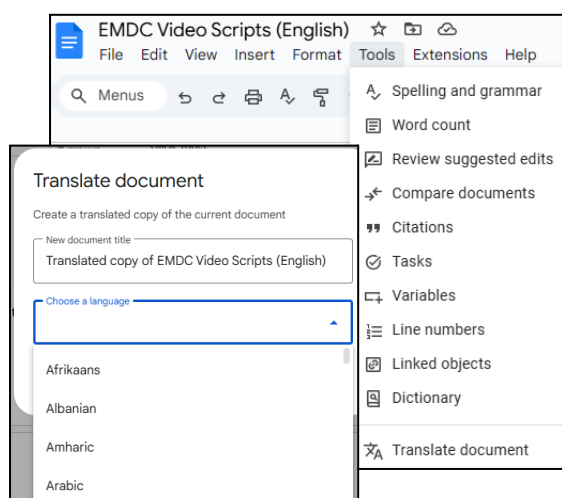 EMDC Video Scripts (English)
File Edit View Insert Format Tools Extensions Help
Menus
Spelling and grammar
Word count
Review suggested edits
Compare documents
Citations
Tasks
Variables
Line numbers
Linked objects
Dictionary
Translate document
Translate document
Create a translated copy of the current document
New document title
Translated copy of EMDC Video Scripts (English)
Choose a language
Afrikaans
Albanian
Amharic
Arabic